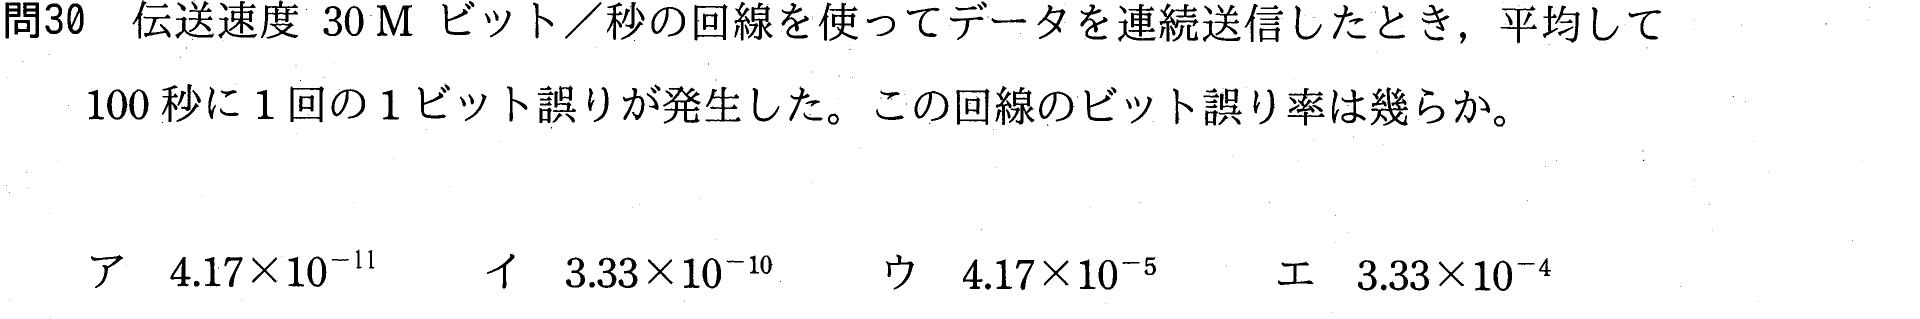 問30 伝送速度 30 M ビット／秒の回線を使ってデータを連続送信したとき，平均して
100 秒に 1 回の 1 ビット誤りが発生した。この回線のビット誤り率は幾らか。
ア 4.17×10⁻¹¹ イ 3.33×10⁻¹⁰ ウ 4.17×10⁻⁵ エ 3.33×10⁻⁴